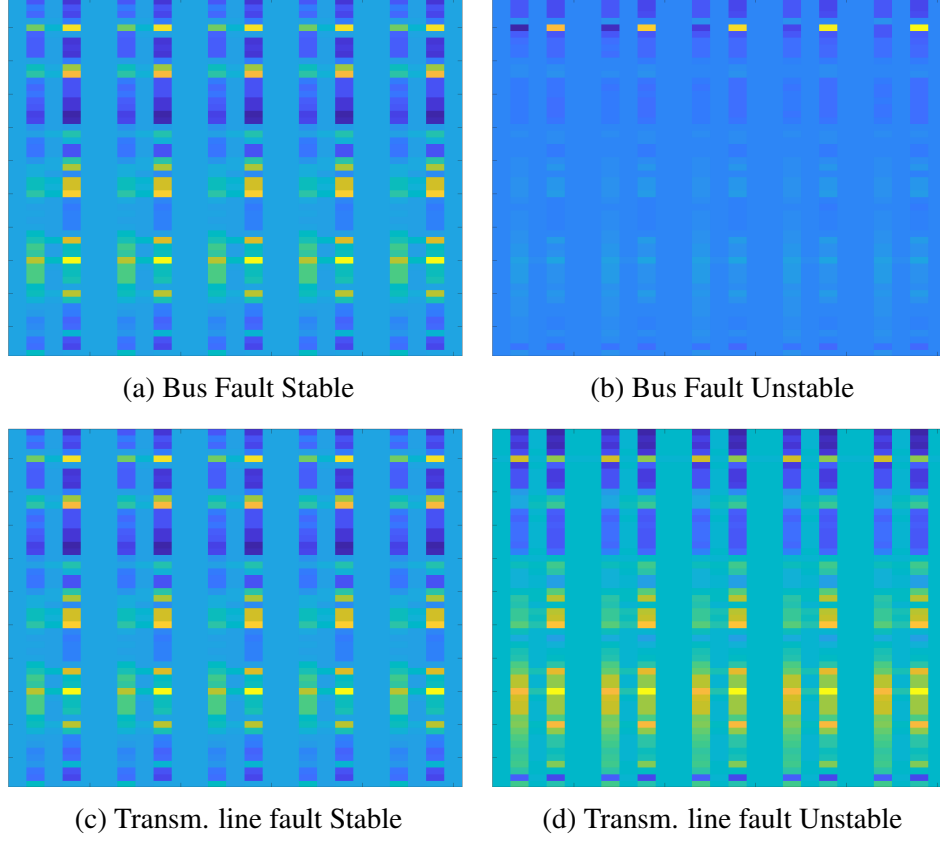 (a) Bus Fault Stable
(b) Bus Fault Unstable
(c) Transm. line fault Stable
(d) Transm. line fault Unstable